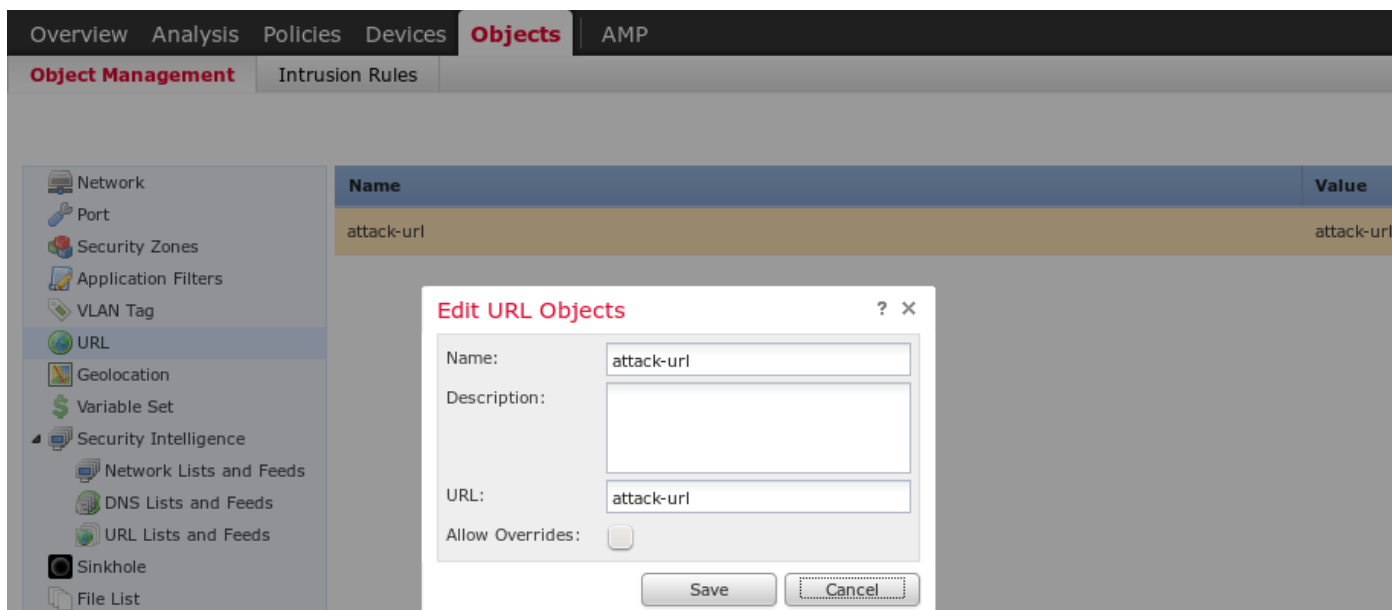 Overview Analysis Policies Devices Objects AMP
Object Management Intrusion Rules
Network
Port
Security Zones
Application Filters
VLAN Tag
URL
Geolocation
Variable Set
Security Intelligence
Network Lists and Feeds
DNS Lists and Feeds
URL Lists and Feeds
Sinkhole
File List
Name Value
attack-url attack-url
Edit URL Objects ? ×
Name: attack-url
Description:
URL: attack-url
Allow Overrides:
Save Cancel